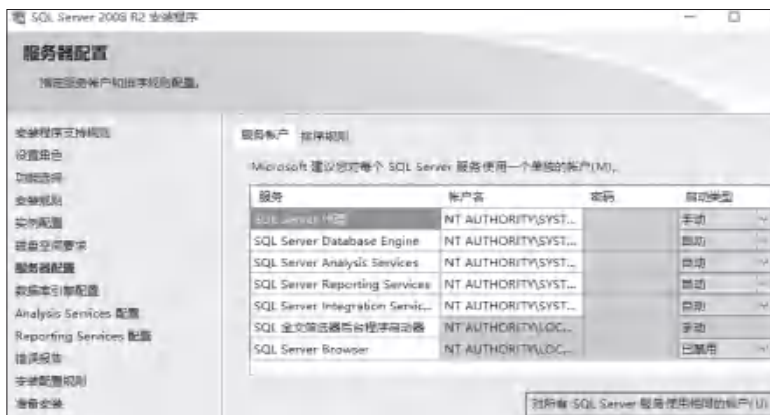 SQL Server 2008 R2 安装程序
服务器配置
指定服务帐户和排序规则配置。
安装程序支持规则
设置角色
功能选择
安装规则
实例配置
磁盘空间要求
服务器配置
数据库引擎配置
Analysis Services 配置
Reporting Services 配置
错误报告
安装配置规则
准备安装
服务帐户 排序规则
Microsoft 建议您对每个 SQL Server 服务使用一个单独的帐户(M)。
服务 帐户名 密码 启动类型
SQL Server 代理 NT AUTHORITY\SYST... 手动
SQL Server Database Engine NT AUTHORITY\SYST... 自动
SQL Server Analysis Services NT AUTHORITY\SYST... 自动
SQL Server Reporting Services NT AUTHORITY\SYST... 自动
SQL Server Integration Servic... NT AUTHORITY\SYST... 自动
SQL 全文筛选器后台程序启动器 NT AUTHORITY\LOC... 手动
SQL Server Browser NT AUTHORITY\LOC... 已禁用
对所有 SQL Server 服务使用相同的帐户(U)